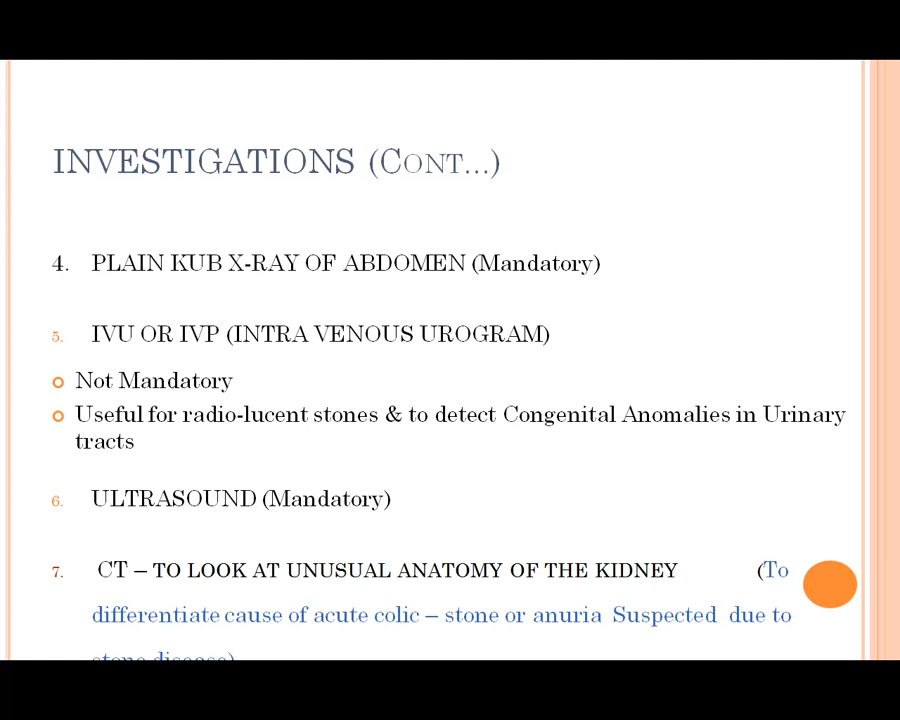 INVESTIGATIONS (CONT...)
4. PLAIN KUB X-RAY OF ABDOMEN (Mandatory)
5. IVU OR IVP (INTRA VENOUS UROGRAM)
Not Mandatory
Useful for radio-lucent stones & to detect Congenital Anomalies in Urinary
tracts
6. ULTRASOUND (Mandatory)
7. CT – TO LOOK AT UNUSUAL ANATOMY OF THE KIDNEY (To
differentiate cause of acute colic – stone or anuria Suspected due to
stone disease)